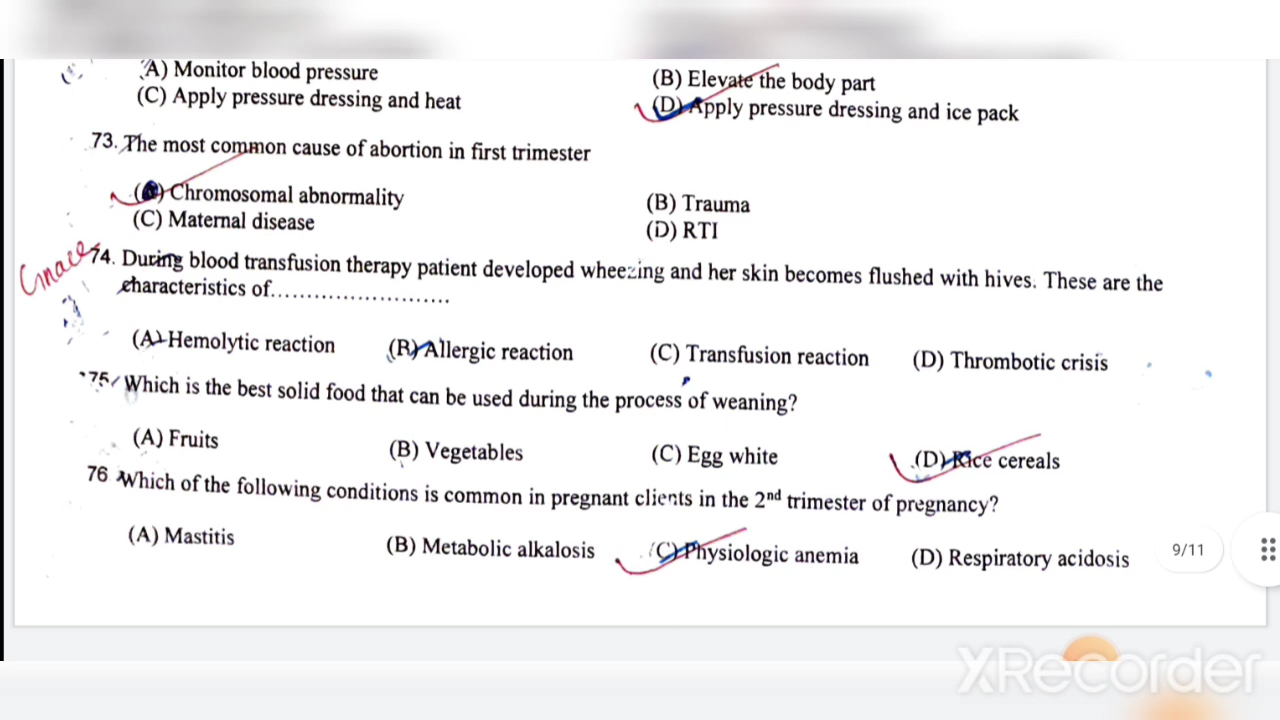 (A) Monitor blood pressure (B) Elevate the body part
(C) Apply pressure dressing and heat (D) Apply pressure dressing and ice pack
73. The most common cause of abortion in first trimester
Chromosomal abnormality (B) Trauma
(C) Maternal disease (D) RTI
Grace 74. During blood transfusion therapy patient developed wheezing and her skin becomes flushed with hives. These are the
characteristics of........................
(A) Hemolytic reaction (B) Allergic reaction (C) Transfusion reaction (D) Thrombotic crisis
75 Which is the best solid food that can be used during the process of weaning?
(A) Fruits (B) Vegetables (C) Egg white (D) Rice cereals
76 Which of the following conditions is common in pregnant clients in the 2nd trimester of pregnancy?
(A) Mastitis (B) Metabolic alkalosis (C) Physiologic anemia (D) Respiratory acidosis
9/11
XRecorder